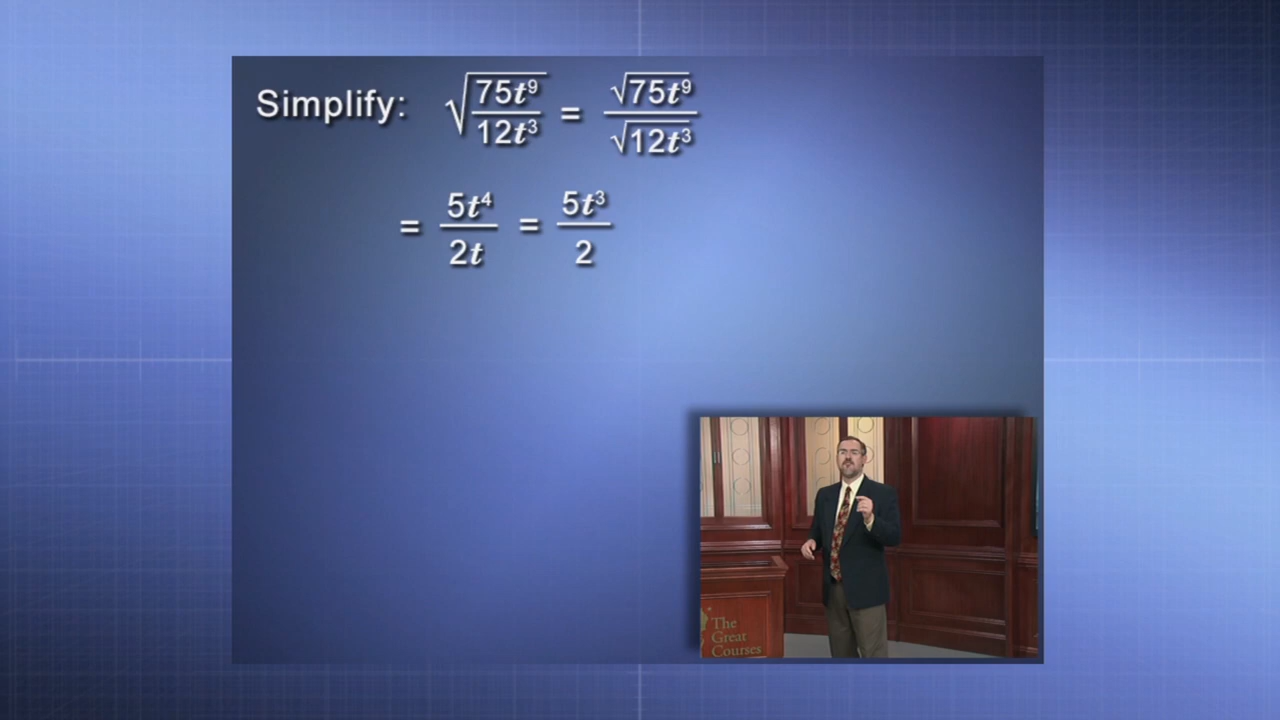 Simplify: √(75t⁹/12t³) = √75t⁹/√12t³
= 5t⁴/2t = 5t³/2
The
Great
Courses